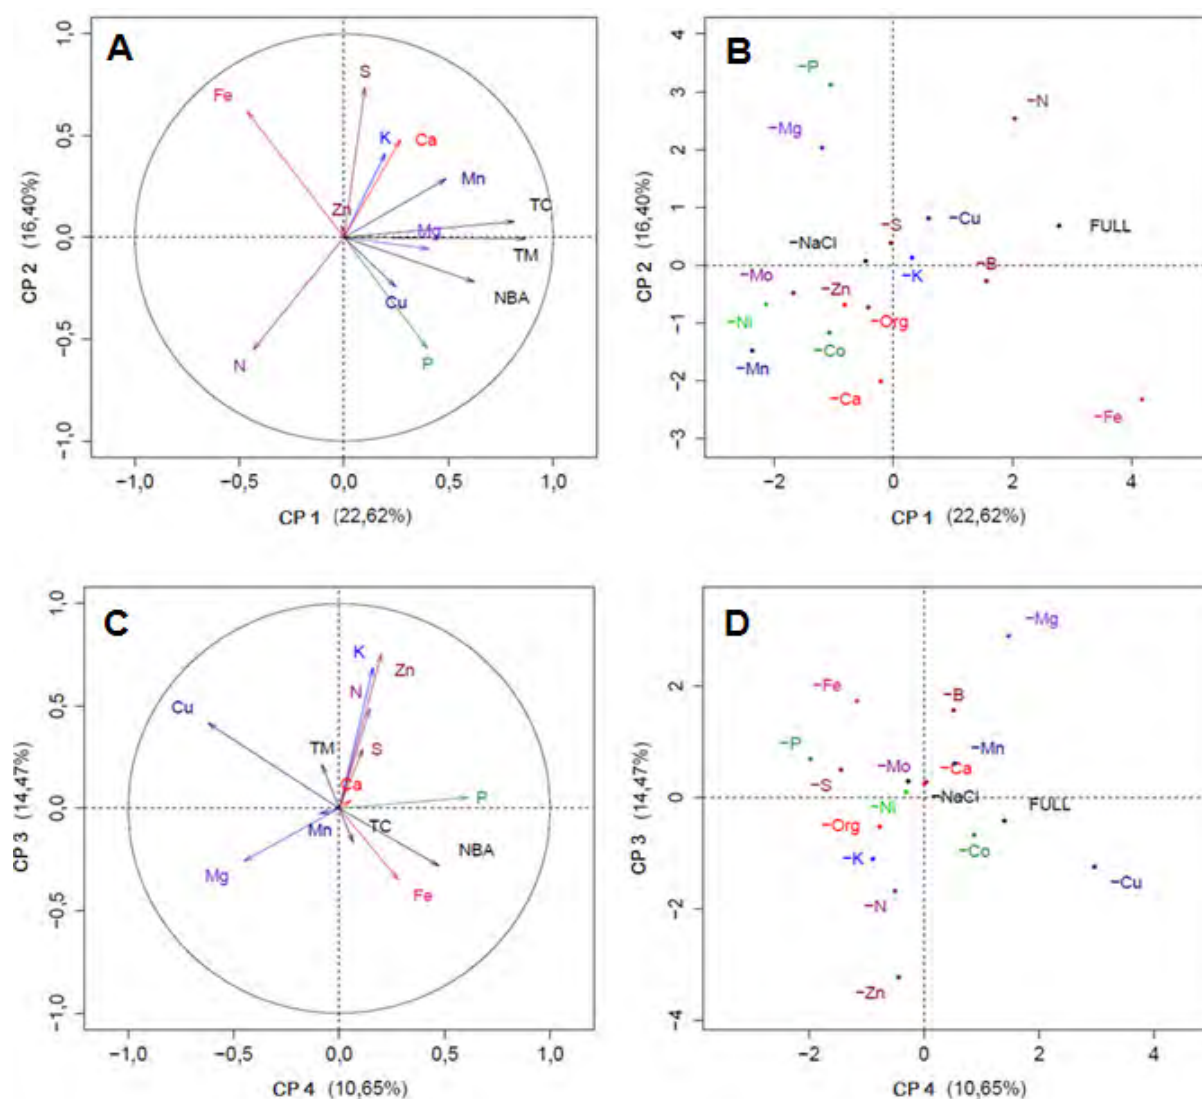 A
1,0
0,5
0,0
−0,5
−1,0
CP 2 (16,40%)
Fe
S
K
Ca
Mn
Zn
TC
Mg
TM
Cu
NBA
N
P
−1,0 −0,5 0,0 0,5 1,0
CP 1 (22,62%)
B
4
3
2
1
0
−1
−2
−3
CP 2 (16,40%)
−P
−N
−Mg
−S
−Cu
FULL
−NaCl
−B
−Mo
−K
−Zn
−Ni
−Org
−Co
−Mn
−Ca
−Fe
−2 0 2 4
CP 1 (22,62%)
C
1,0
0,5
0,0
−0,5
−1,0
CP 3 (14,47%)
K
Zn
N
Cu
TM
S
Ca
P
Mn
TC
NBA
Mg
Fe
−1,0 −0,5 0,0 0,5 1,0
CP 4 (10,65%)
D
2
0
−2
−4
CP 3 (14,47%)
−Mg
−Fe
−B
−P
−Mn
−Mo
−Ca
−S
−NaCl
−Ni
FULL
−Org
−Co
−K
−Cu
−N
−Zn
−2 0 2 4
CP 4 (10,65%)